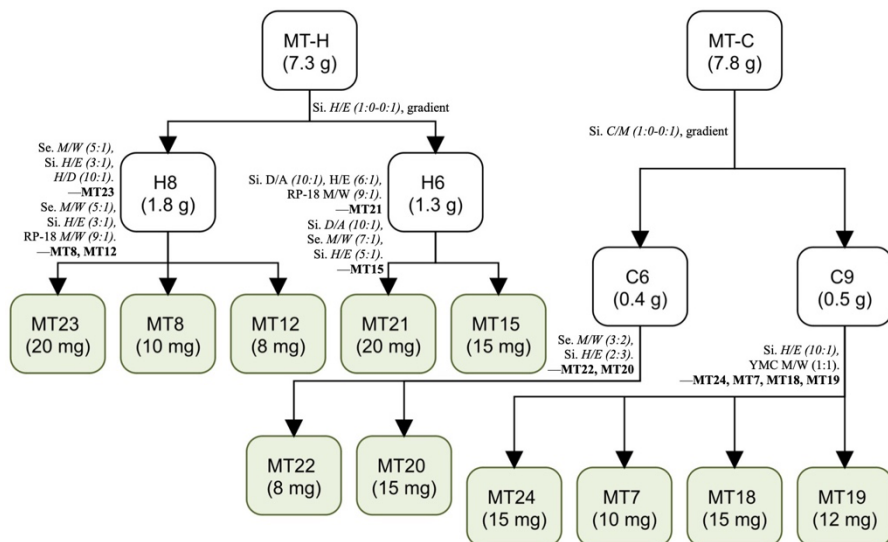 MT-H
(7.3 g)
MT-C
(7.8 g)
Si. H/E (1:0-0:1), gradient
Si. C/M (1:0-0:1), gradient
Se. M/W (5:1),
Si. H/E (3:1),
H/D (10:1).
—MT23
Se. M/W (5:1),
Si. H/E (3:1),
RP-18 M/W (9:1).
—MT8, MT12
H8
(1.8 g)
Si. D/A (10:1), H/E (6:1),
RP-18 M/W (9:1).
—MT21
Si. D/A (10:1),
Se. M/W (7:1),
Si. H/E (5:1).
—MT15
H6
(1.3 g)
C6
(0.4 g)
C9
(0.5 g)
MT23
(20 mg)
MT8
(10 mg)
MT12
(8 mg)
MT21
(20 mg)
MT15
(15 mg)
Se. M/W (3:2),
Si. H/E (2:3).
—MT22, MT20
Si. H/E (10:1),
YMC M/W (1:1).
—MT24, MT7, MT18, MT19
MT22
(8 mg)
MT20
(15 mg)
MT24
(15 mg)
MT7
(10 mg)
MT18
(15 mg)
MT19
(12 mg)